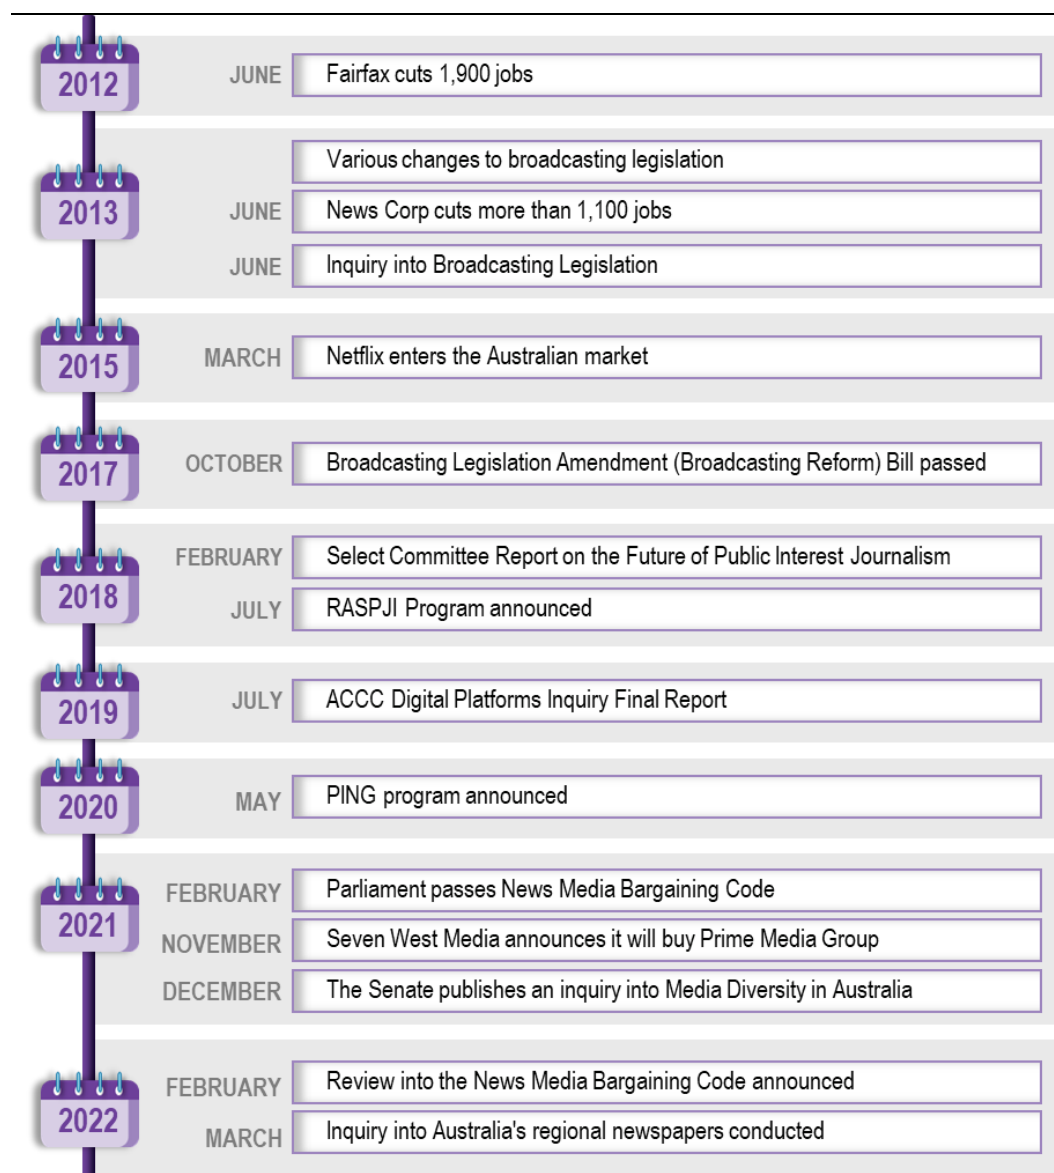 2012
JUNE
Fairfax cuts 1,900 jobs
2013
Various changes to broadcasting legislation
JUNE
News Corp cuts more than 1,100 jobs
JUNE
Inquiry into Broadcasting Legislation
2015
MARCH
Netflix enters the Australian market
2017
OCTOBER
Broadcasting Legislation Amendment (Broadcasting Reform) Bill passed
2018
FEBRUARY
Select Committee Report on the Future of Public Interest Journalism
JULY
RASPJI Program announced
2019
JULY
ACCC Digital Platforms Inquiry Final Report
2020
MAY
PING program announced
2021
FEBRUARY
Parliament passes News Media Bargaining Code
NOVEMBER
Seven West Media announces it will buy Prime Media Group
DECEMBER
The Senate publishes an inquiry into Media Diversity in Australia
2022
FEBRUARY
Review into the News Media Bargaining Code announced
MARCH
Inquiry into Australia's regional newspapers conducted